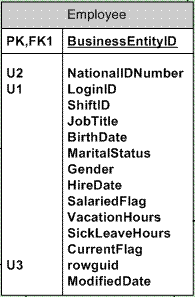 Employee
PK,FK1 BusinessEntityID
U2 NationalIDNumber
U1 LoginID
ShiftID
JobTitle
BirthDate
MaritalStatus
Gender
HireDate
SalariedFlag
VacationHours
SickLeaveHours
CurrentFlag
U3 rowguid
ModifiedDate